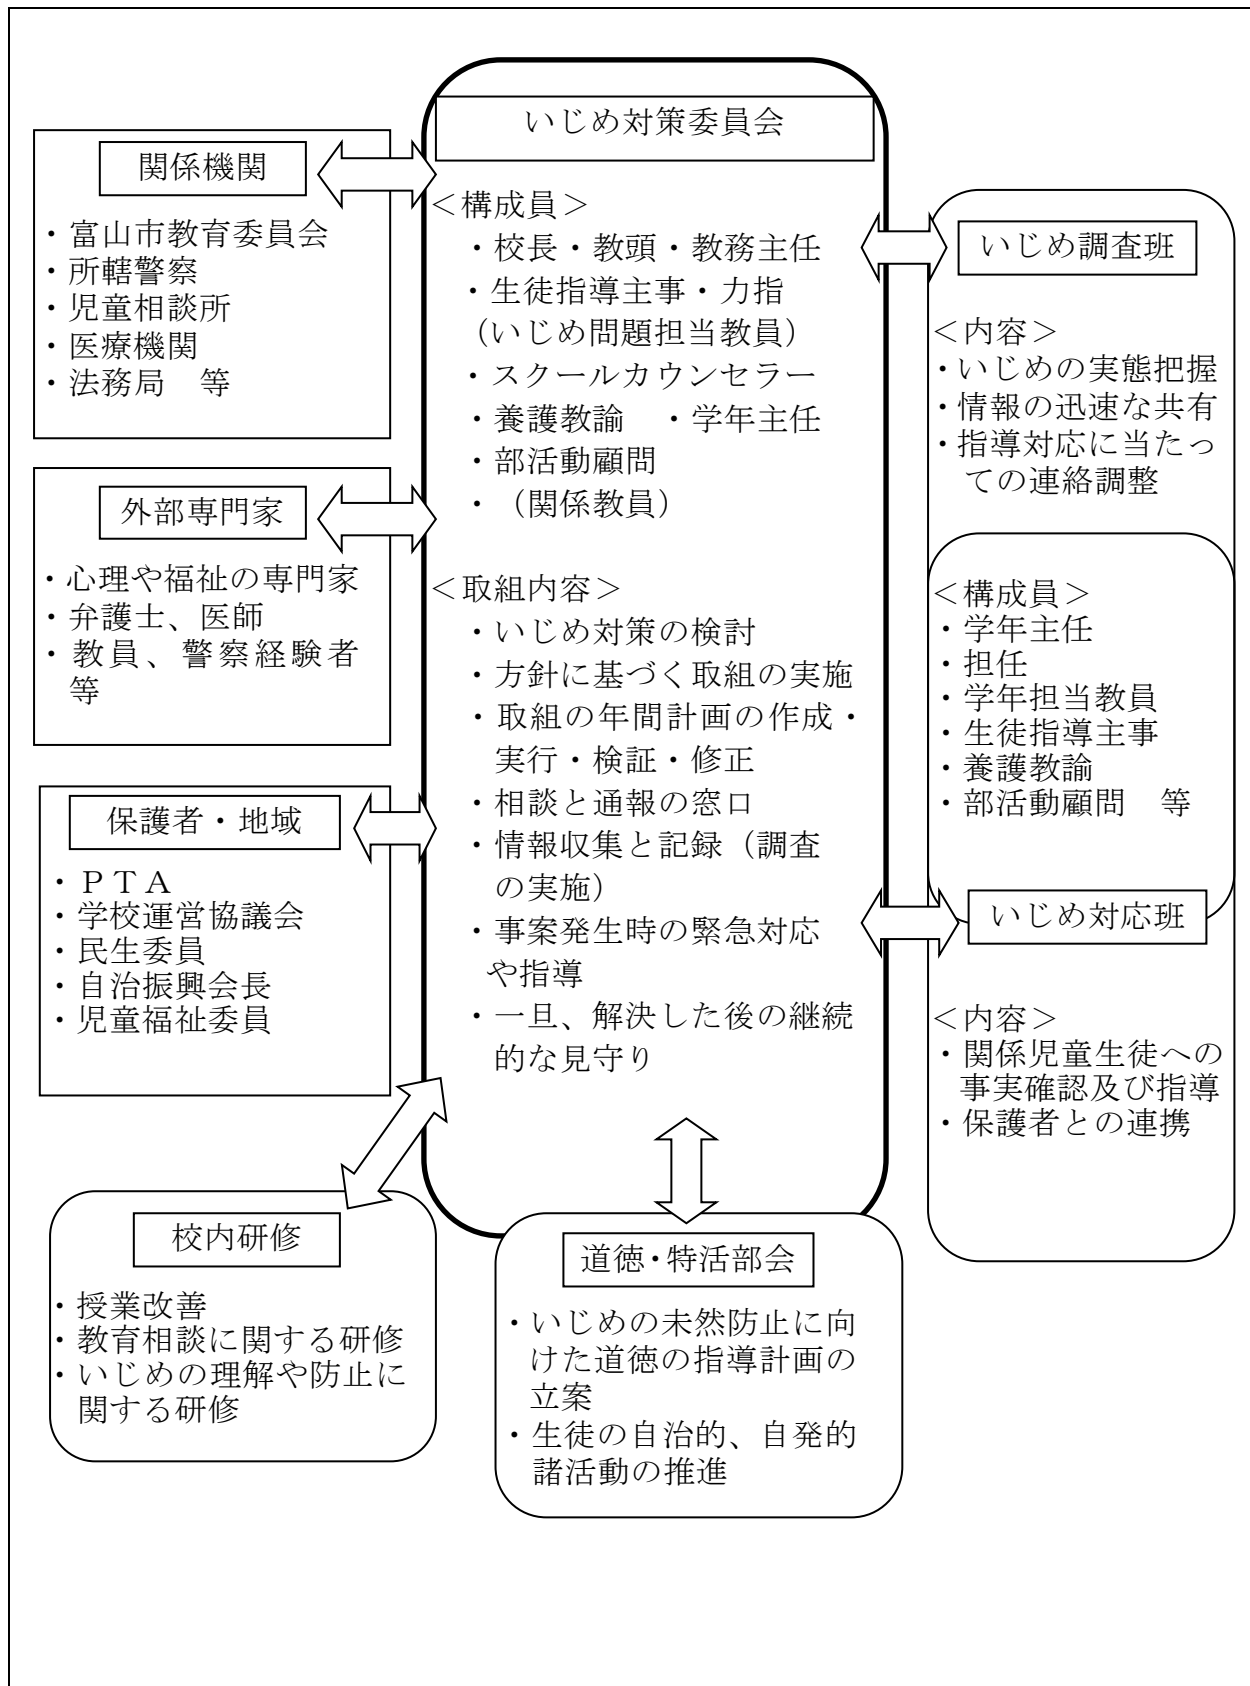 いじめ対策委員会
<構成員>
・校長・教頭・教務主任
・生徒指導主事・力指
(いじめ問題担当教員)
・スクールカウンセラー
・養護教諭　・学年主任
・部活動顧問
・（関係教員）
<取組内容>
・いじめ対策の検討
・方針に基づく取組の実施
・取組の年間計画の作成・
実行・検証・修正
・相談と通報の窓口
・情報収集と記録（調査
の実施）
・事案発生時の緊急対応
や指導
・一旦、解決した後の継続
的な見守り
関係機関
・富山市教育委員会
・所轄警察
・児童相談所
・医療機関
・法務局　等
外部専門家
・心理や福祉の専門家
・弁護士、医師
・教員、警察経験者
等
保護者・地域
・ＰＴＡ
・学校運営協議会
・民生委員
・自治振興会長
・児童福祉委員
校内研修
・授業改善
・教育相談に関する研修
・いじめの理解や防止に
関する研修
道徳・特活部会
・いじめの未然防止に向
けた道徳の指導計画の
立案
・生徒の自治的、自発的
諸活動の推進
いじめ調査班
<内容>
・いじめの実態把握
・情報の迅速な共有
・指導対応に当たっ
ての連絡調整
<構成員>
・学年主任
・担任
・学年担当教員
・生徒指導主事
・養護教諭
・部活動顧問　等
いじめ対応班
<内容>
・関係児童生徒への
事実確認及び指導
・保護者との連携